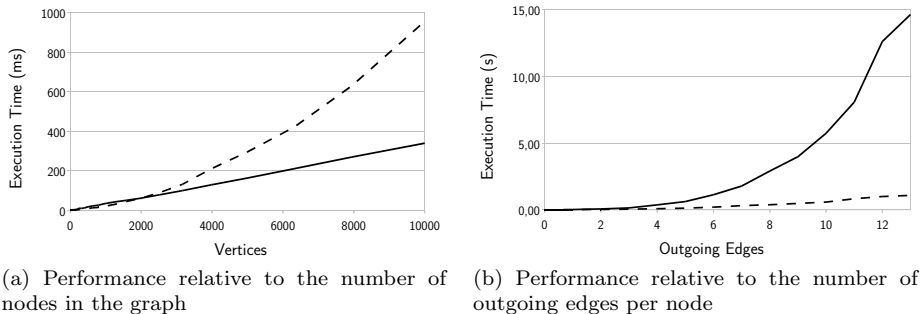 1000
800
600
400
200
0
Execution Time (ms)
0 2000 4000 6000 8000 10000
Vertices
(a) Performance relative to the number of
nodes in the graph
15,00
10,00
5,00
0,00
Execution Time (s)
0 2 4 6 8 10 12
Outgoing Edges
(b) Performance relative to the number of
outgoing edges per node